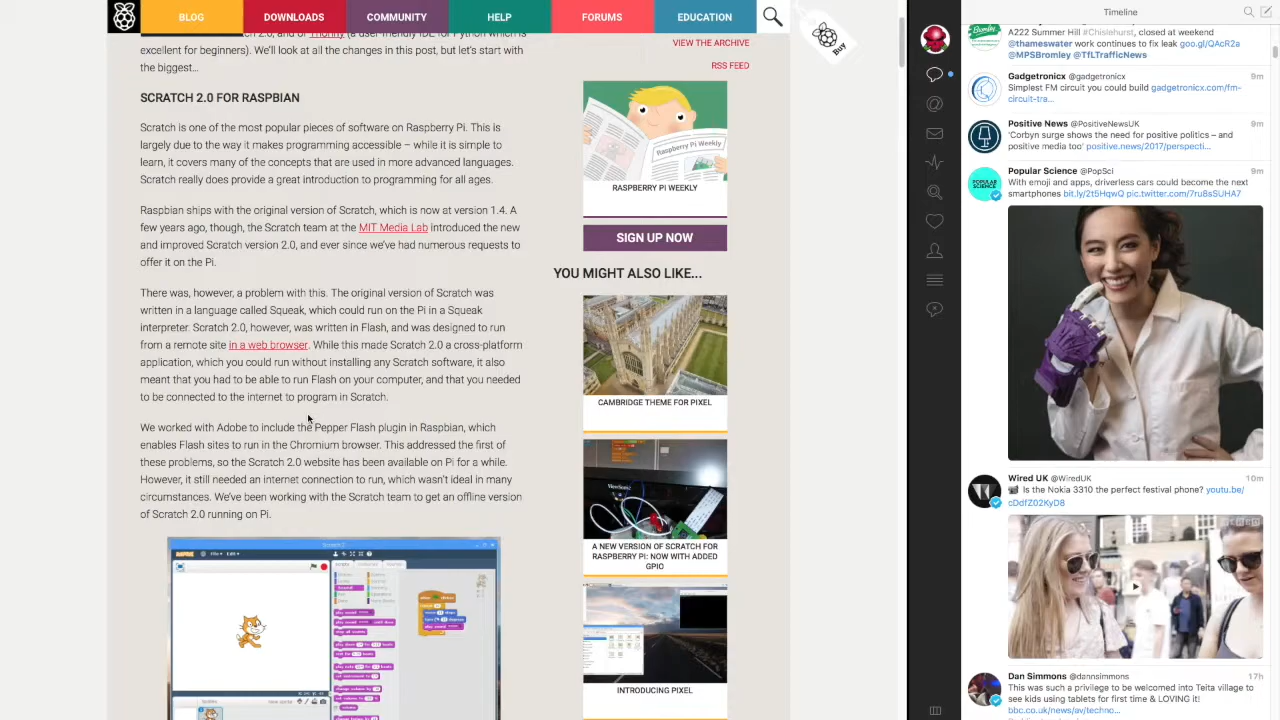 BLOG
DOWNLOADS
COMMUNITY
HELP
FORUMS
EDUCATION
Buy
ch 2.0, and of Thonny (a user-friendly IDE for Python which is
excellent for beginners). We'll look at all the changes in this post, but let's start with
the biggest…
SCRATCH 2.0 FOR RASPBIAN
Scratch is one of the most popular pieces of software on Raspberry Pi. This is
largely due to the way it makes programming accessible – while it is simple to
learn, it covers many of the concepts that are used in more advanced languages.
Scratch really does provide a great introduction to programming for all ages.
Raspbian ships with the original version of Scratch, which is now at version 1.4. A
few years ago, though, the Scratch team at the MIT Media Lab introduced the new
and improved Scratch version 2.0, and ever since we've had numerous requests to
offer it on the Pi.
There was, however, a problem with this. The original version of Scratch was
written in a language called Squeak, which could run on the Pi in a Squeak
interpreter. Scratch 2.0, however, was written in Flash, and was designed to run
from a remote site in a web browser. While this made Scratch 2.0 a cross-platform
application, which you could run without installing any Scratch software, it also
meant that you had to be able to run Flash on your computer, and that you needed
to be connected to the internet to program in Scratch.
We worked with Adobe to include the Pepper Flash plugin in Raspbian, which
enables Flash sites to run in the Chromium browser. This addressed the first of
these problems, so the Scratch 2.0 website has been available on Pi for a while.
However, it still needed an internet connection to run, which wasn't ideal in many
circumstances. We've been working with the Scratch team to get an offline version
of Scratch 2.0 running on Pi.
VIEW THE ARCHIVE
RSS FEED
Raspberry Pi Weekly
RASPBERRY PI WEEKLY
SIGN UP NOW
YOU MIGHT ALSO LIKE...
CAMBRIDGE THEME FOR PIXEL
ViewSonic
A NEW VERSION OF SCRATCH FOR
RASPBERRY PI: NOW WITH ADDED
GPIO
INTRODUCING PIXEL
Timeline
A222 Summer Hill #Chislehurst, closed at weekend
@thameswater work continues to fix leak goo.gl/QAcR2a
@MPSBromley @TfLTrafficNews
Gadgetronicx @gadgetronicx 9m
Simplest FM circuit you could build gadgetronicx.com/fm-
circuit-tra…
Positive News @PositiveNewsUK 9m
'Corbyn surge shows the need for positive politics – and
positive media too' positive.news/2017/perspecti…
POPULAR
SCIENCE
Popular Science @PopSci 9m
With emoji and apps, driverless cars could become the next
smartphones bit.ly/2t5HqwQ pic.twitter.com/7ru8sSUHA7
Wired UK @WiredUK 10m
Is the Nokia 3310 the perfect festival phone? youtu.be/
cDdfZ02KyO8
Dan Simmons @dannsimmons 17h
This was such a privilege to be welcomed into Teita village to
see kids using tablets for first time & LOVING it!
bbc.co.uk/news/av/techno…